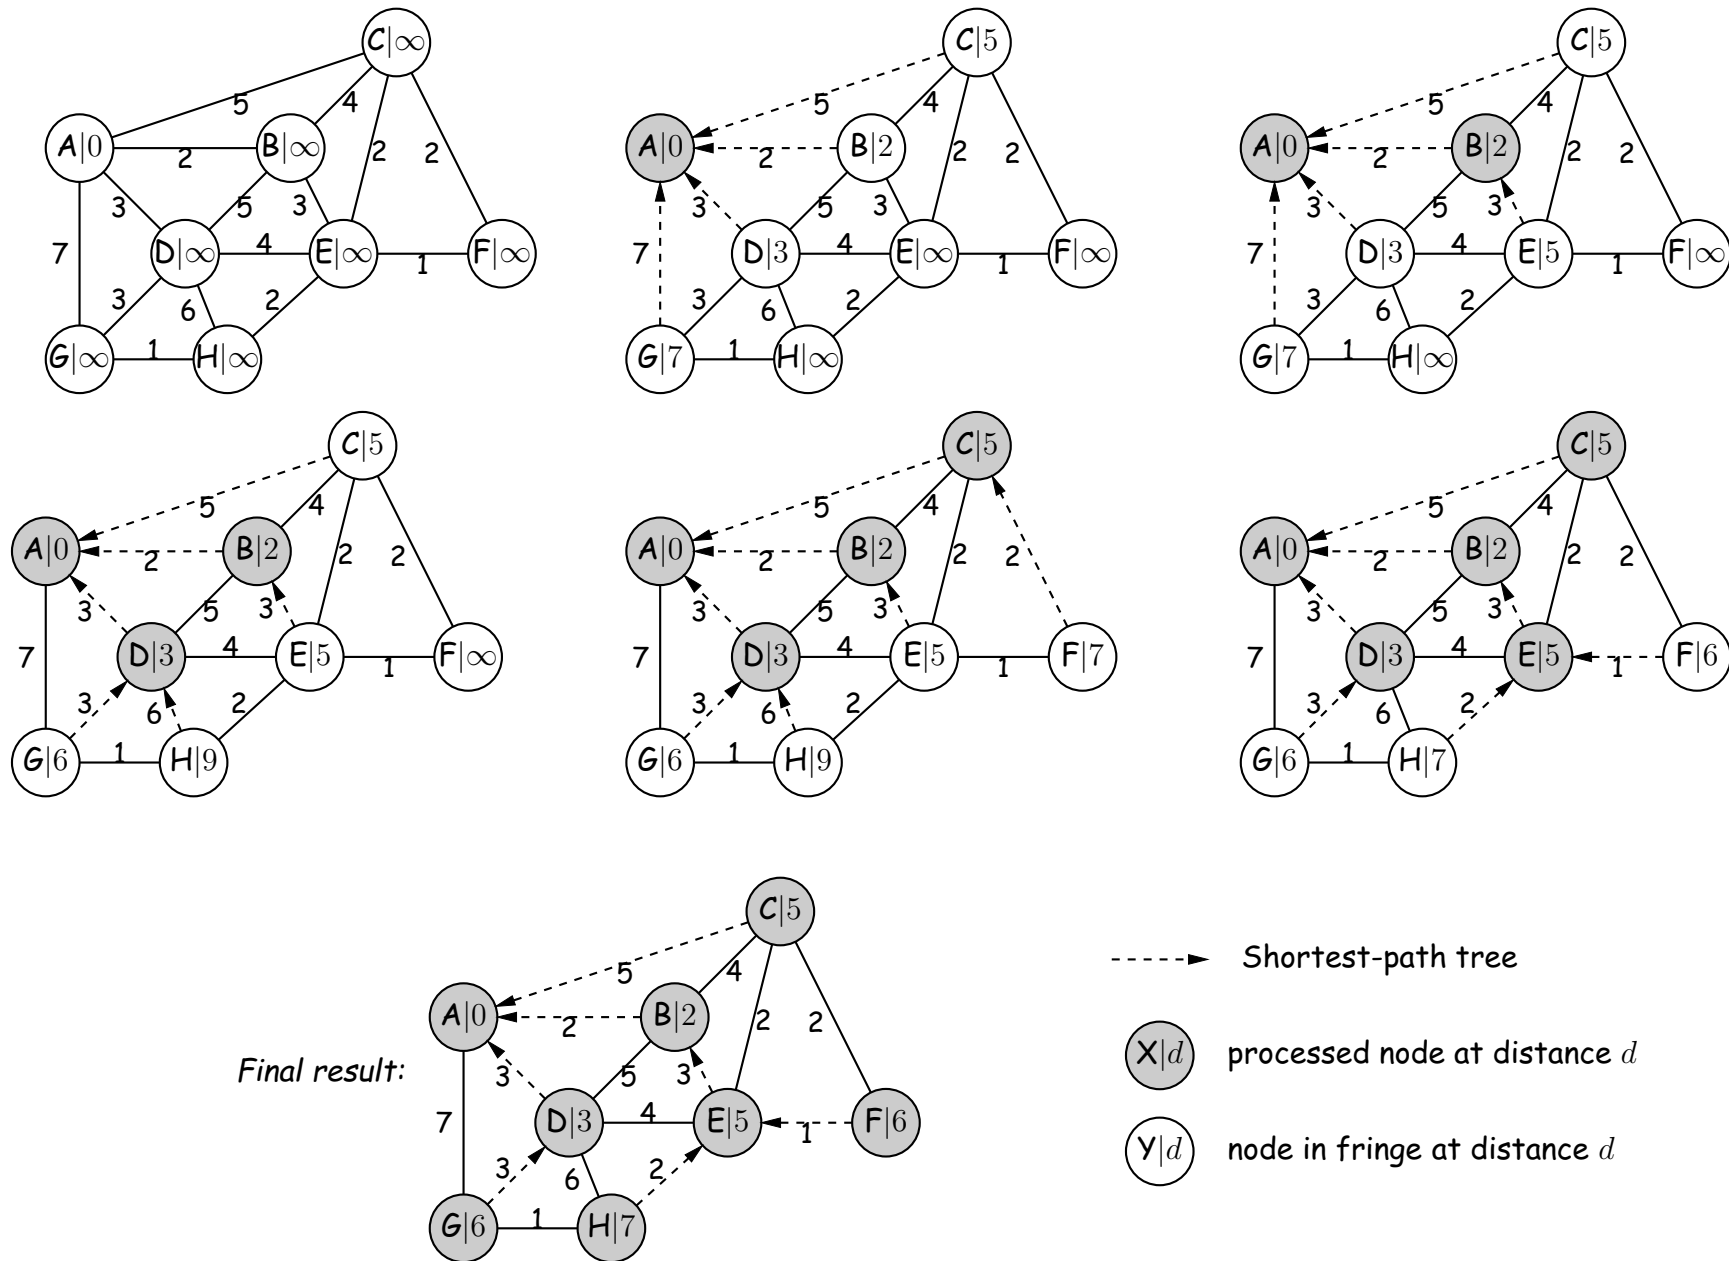 C|∞
5
4
A|0
B|∞
2
2
2
3
5
3
7
D|∞
4
E|∞
1
F|∞
3
6
2
G|∞
1
H|∞
C|5
5
4
A|0
B|2
2
2
2
3
5
3
7
D|3
4
E|∞
1
F|∞
3
6
2
G|7
1
H|∞
C|5
5
4
A|0
B|2
2
2
2
3
5
3
7
D|3
4
E|5
1
F|∞
3
6
2
G|7
1
H|∞
C|5
5
4
A|0
B|2
2
2
2
3
5
3
7
D|3
4
E|5
1
F|∞
3
6
2
G|6
1
H|9
C|5
5
4
A|0
B|2
2
2
2
3
5
3
7
D|3
4
E|5
1
F|7
3
6
2
G|6
1
H|9
C|5
5
4
A|0
B|2
2
2
2
3
5
3
7
D|3
4
E|5
1
F|6
3
6
2
G|6
1
H|7
Final result:
C|5
5
4
A|0
B|2
2
2
2
3
5
3
7
D|3
4
E|5
1
F|6
3
6
2
G|6
1
H|7
Shortest-path tree
X|d processed node at distance d
Y|d node in fringe at distance d